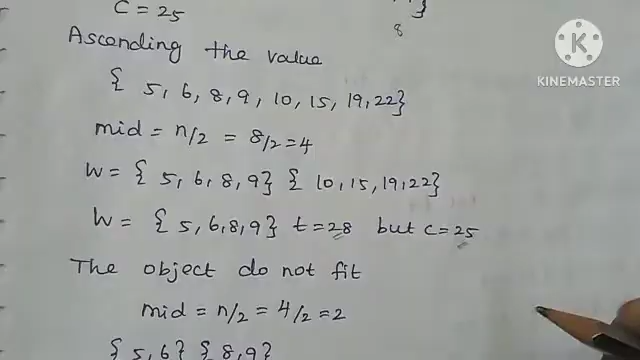 C = 25
}
8
Ascending the value
{ 5, 6, 8, 9, 10, 15, 19, 22}
mid = n/2 = 8/2 = 4
W = { 5, 6, 8, 9} { 10, 15, 19, 22}
W = { 5, 6, 8, 9} t = 28 but c = 25
The object do not fit
mid = n/2 = 4/2 = 2
{ 5, 6} { 8, 9}
K
KINEMASTER